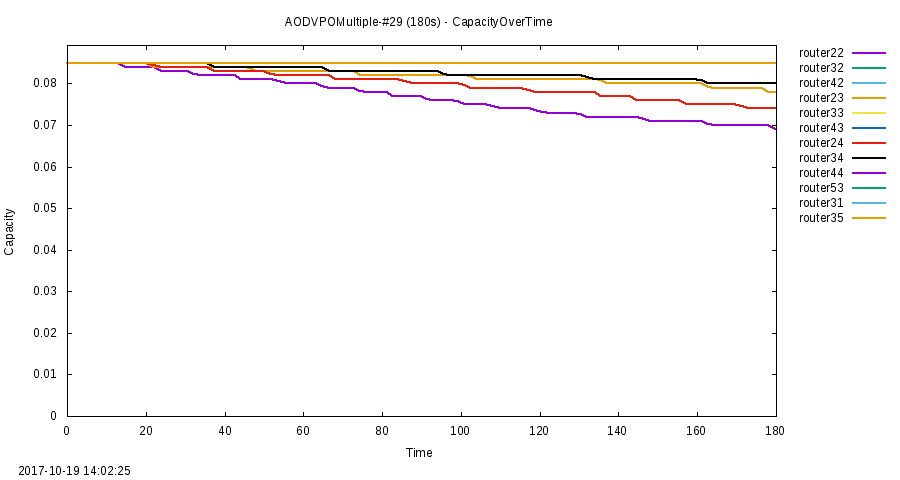 AODVPOMultiple-#29 (180s) - CapacityOverTime
router22
router32
router42
router23
router33
router43
router24
router34
router44
router53
router31
router35
0.08
0.07
0.06
0.05
0.04
0.03
0.02
0.01
0
Capacity
0 20 40 60 80 100 120 140 160 180
Time
2017-10-19 14:02:25